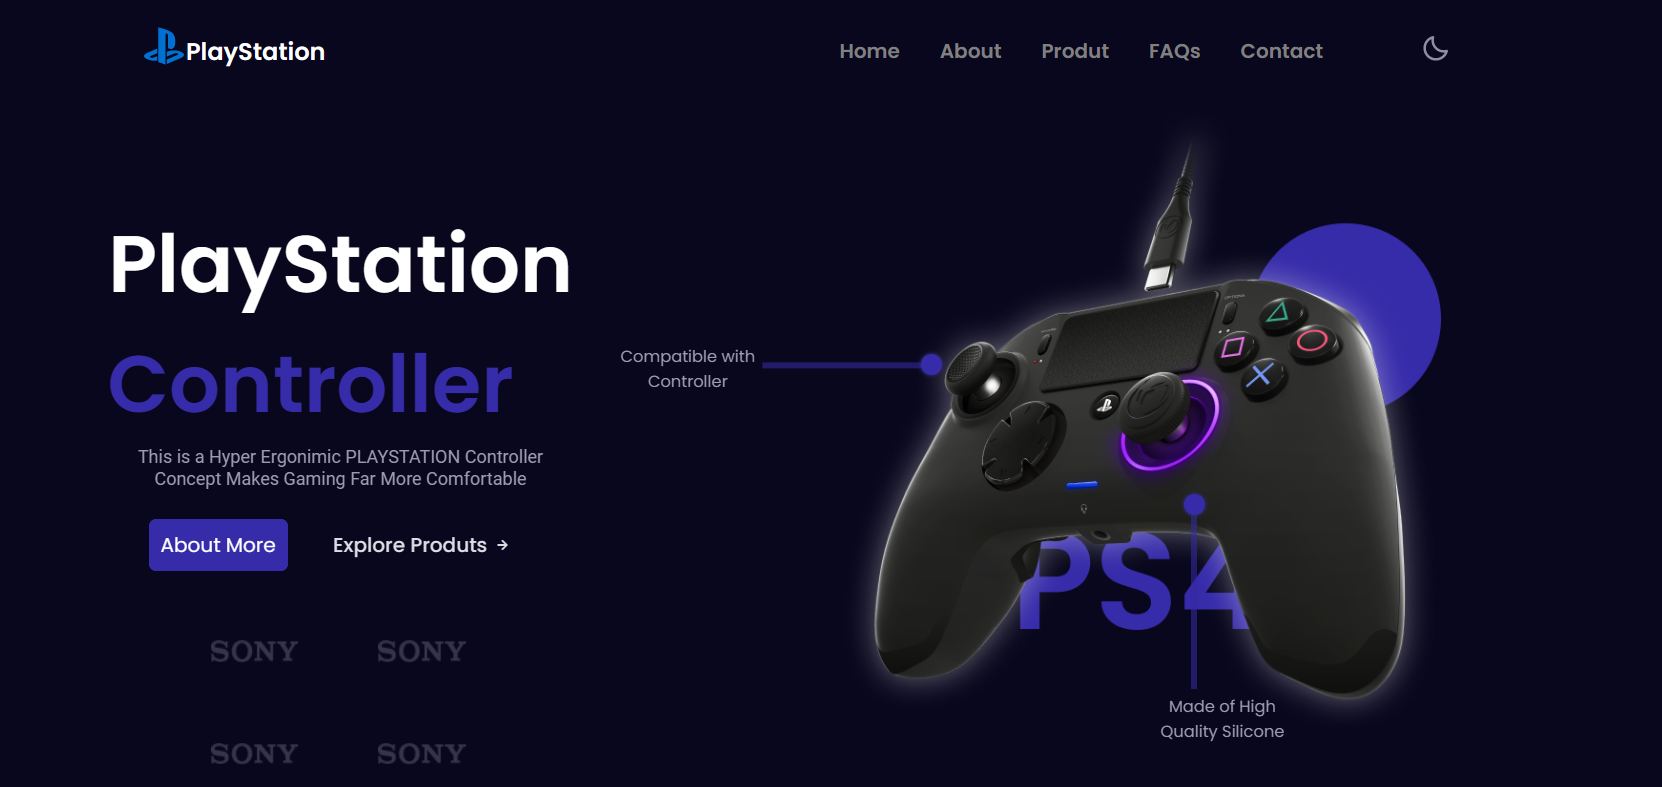 PlayStation
Home
About
Produt
FAQs
Contact
PlayStation
Controller
This is a Hyper Ergonimic PLAYSTATION Controller
Concept Makes Gaming Far More Comfortable
About More
Explore Produts →
SONY SONY
SONY SONY
Compatible with
Controller
OPTIONS
PS4
Made of High
Quality Silicone